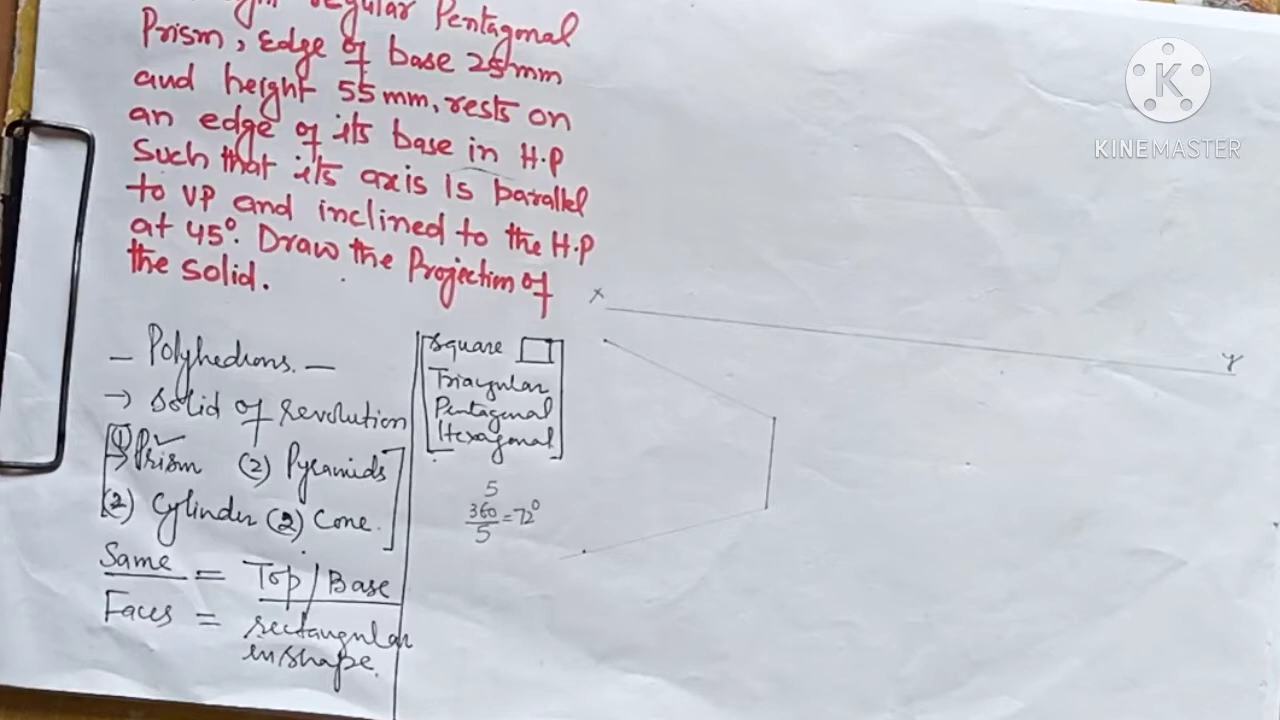 Regular Pentagonal
Prism, Edge of base 25mm
and height 55mm, rests on
an edge of its base in H.P
Such that its axis is parallel
to VP and inclined to the H.P
at 45°. Draw the Projection of
the solid.
- Polyhedrons. -
→ Solid of revolution
(1) Prism (2) Pyramids
(2) Cylinder (2) Cone.
Same = Top/Base
Faces = rectangular
in shape.
Square
Triangular
Pentagonal
Hexagonal
5
360/5 = 72°
X
Y
K
KINEMASTER